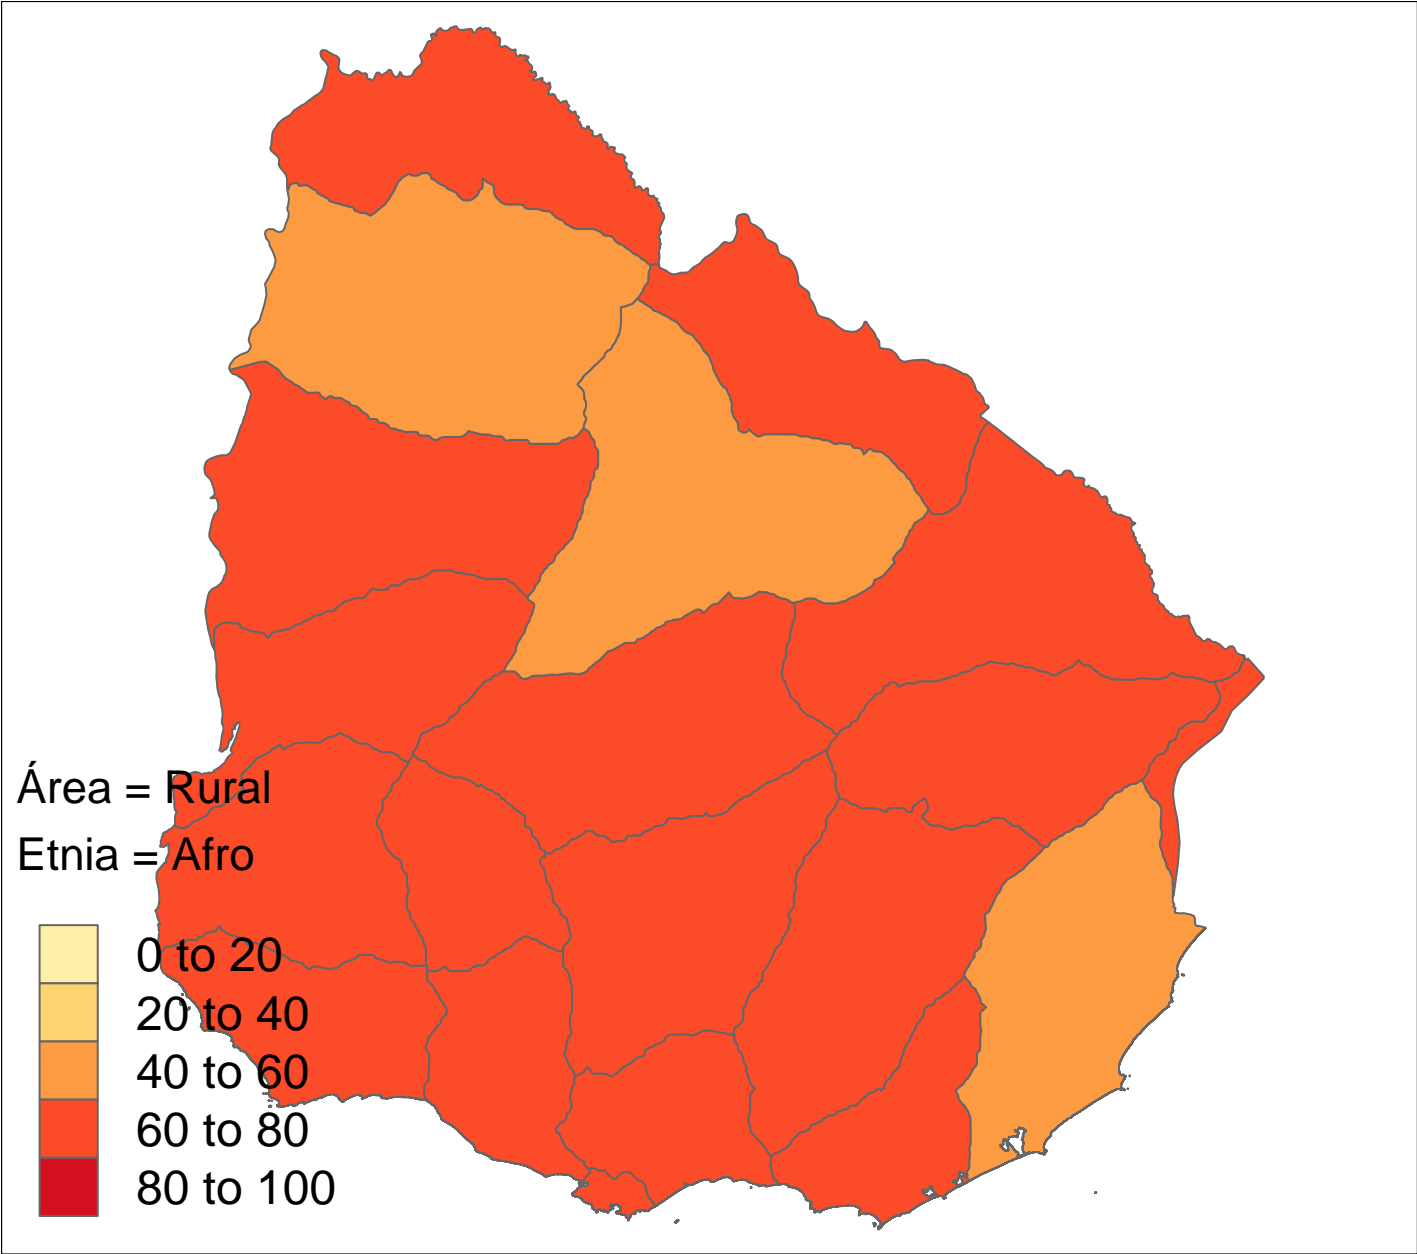 Área = Rural
Etnia = Afro
0 to 20
20 to 40
40 to 60
60 to 80
80 to 100